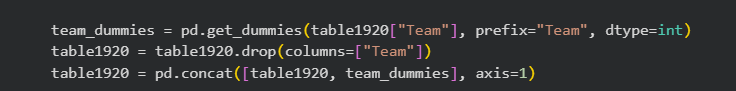 team_dummies = pd.get_dummies(table1920["Team"], prefix="Team", dtype=int)
table1920 = table1920.drop(columns=["Team"])
table1920 = pd.concat([table1920, team_dummies], axis=1)